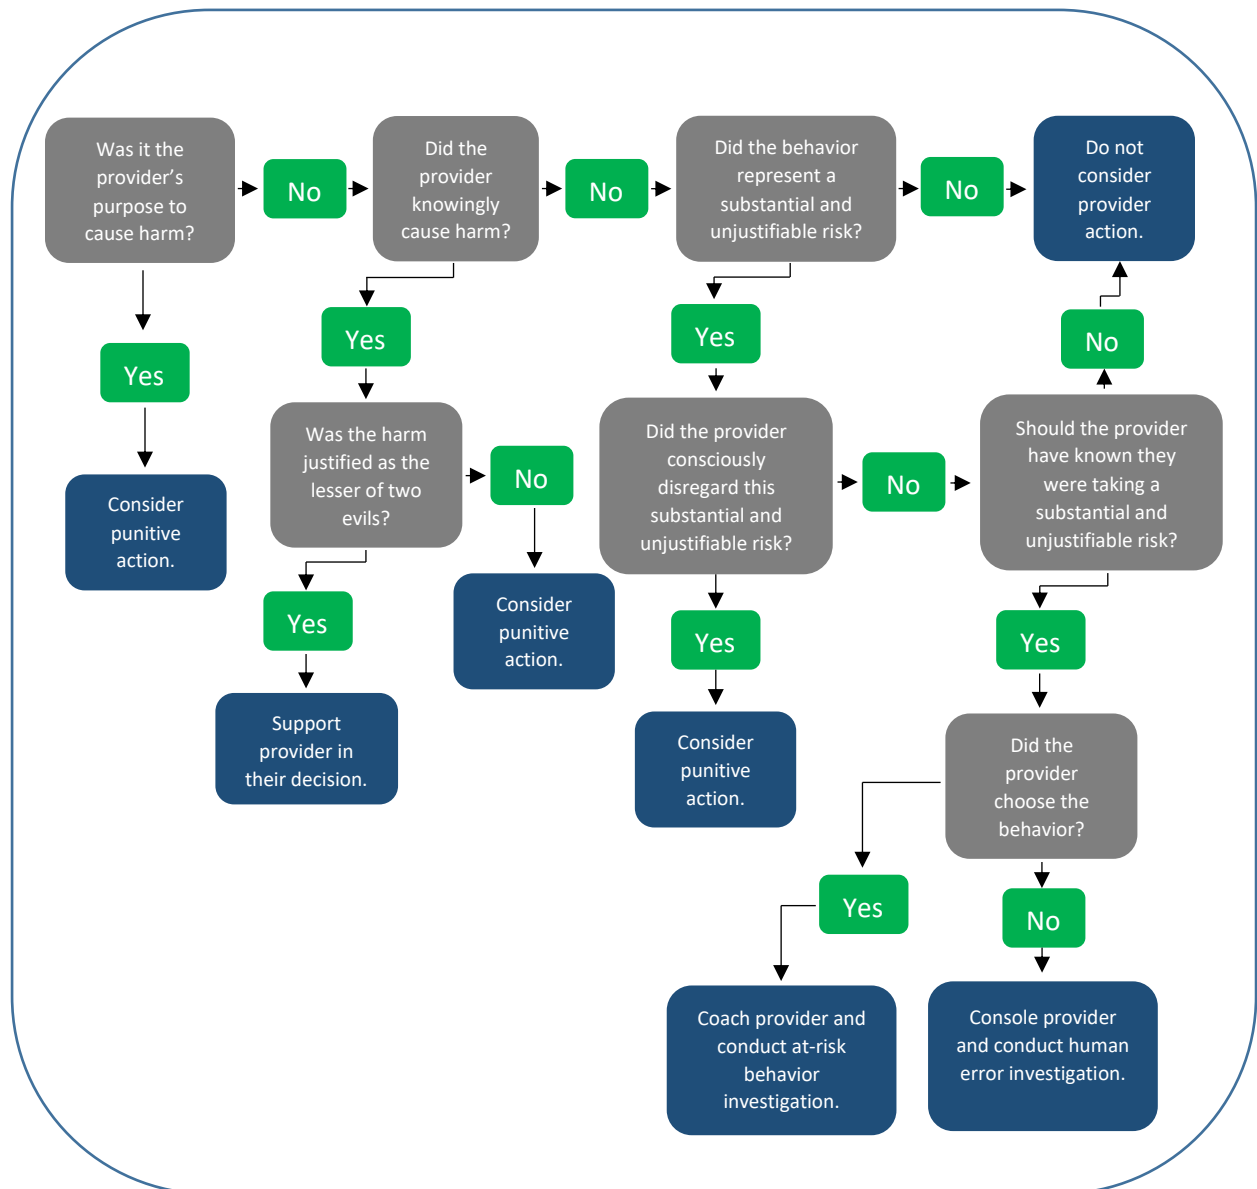 Was it the
provider’s
purpose to
cause harm?
No
Did the
provider
knowingly
cause harm?
No
Did the behavior
represent a
substantial and
unjustifiable risk?
No
Do not
consider
provider
action.
Yes
Consider
punitive
action.
Yes
Was the harm
justified as the
lesser of two
evils?
No
Consider
punitive
action.
Yes
Support
provider in
their decision.
Yes
Did the provider
consciously
disregard this
substantial and
unjustifiable risk?
No
Should the provider
have known they
were taking a
substantial and
unjustifiable risk?
No
Yes
Consider
punitive
action.
Yes
Did the
provider
choose the
behavior?
Yes
Coach provider and
conduct at-risk
behavior
investigation.
No
Console provider
and conduct human
error investigation.